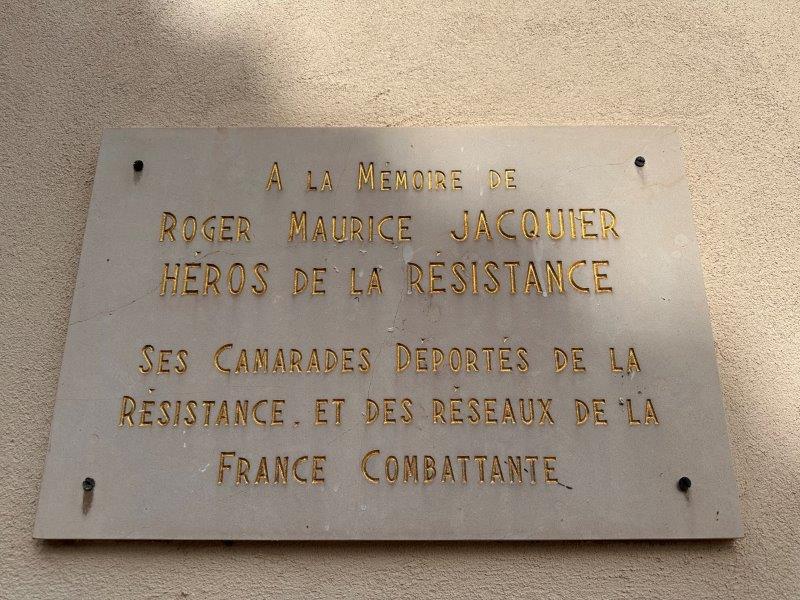 A LA MÉMOIRE DE
ROGER MAURICE JACQUIER
HÉROS DE LA RÉSISTANCE
SES CAMARADES DÉPORTÉS DE LA
RÉSISTANCE . ET DES RÉSEAUX DE LA
FRANCE COMBATTANTE